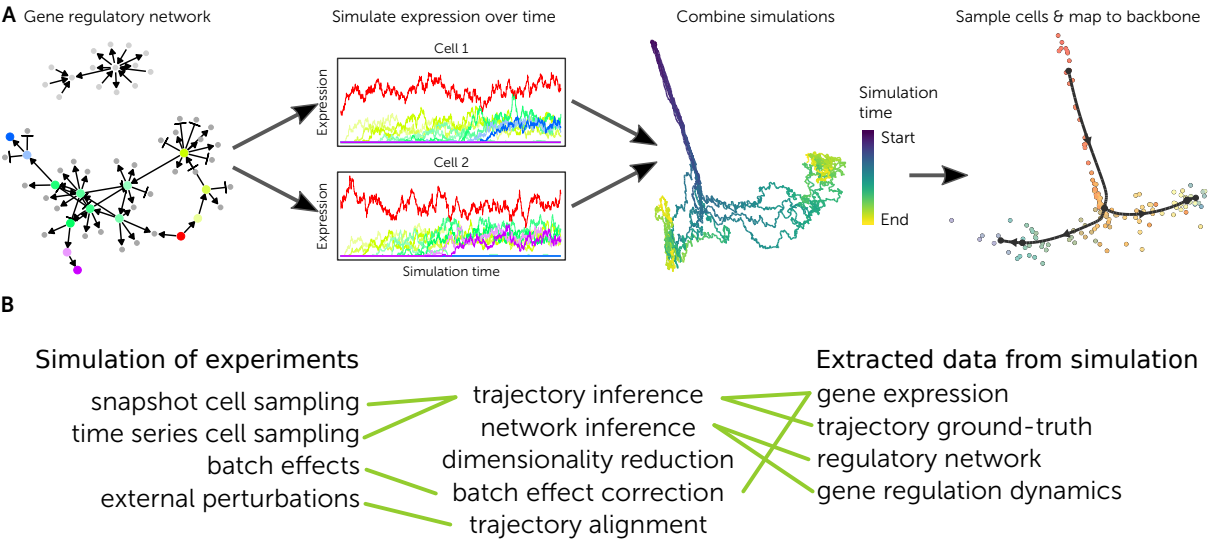 A
Gene regulatory network
Simulate expression over time
Combine simulations
Sample cells & map to backbone
Cell 1
Expression
Cell 2
Expression
Simulation time
Simulation
time
Start
End
B
Simulation of experiments
snapshot cell sampling
time series cell sampling
batch effects
external perturbations
trajectory inference
network inference
dimensionality reduction
batch effect correction
trajectory alignment
Extracted data from simulation
gene expression
trajectory ground-truth
regulatory network
gene regulation dynamics